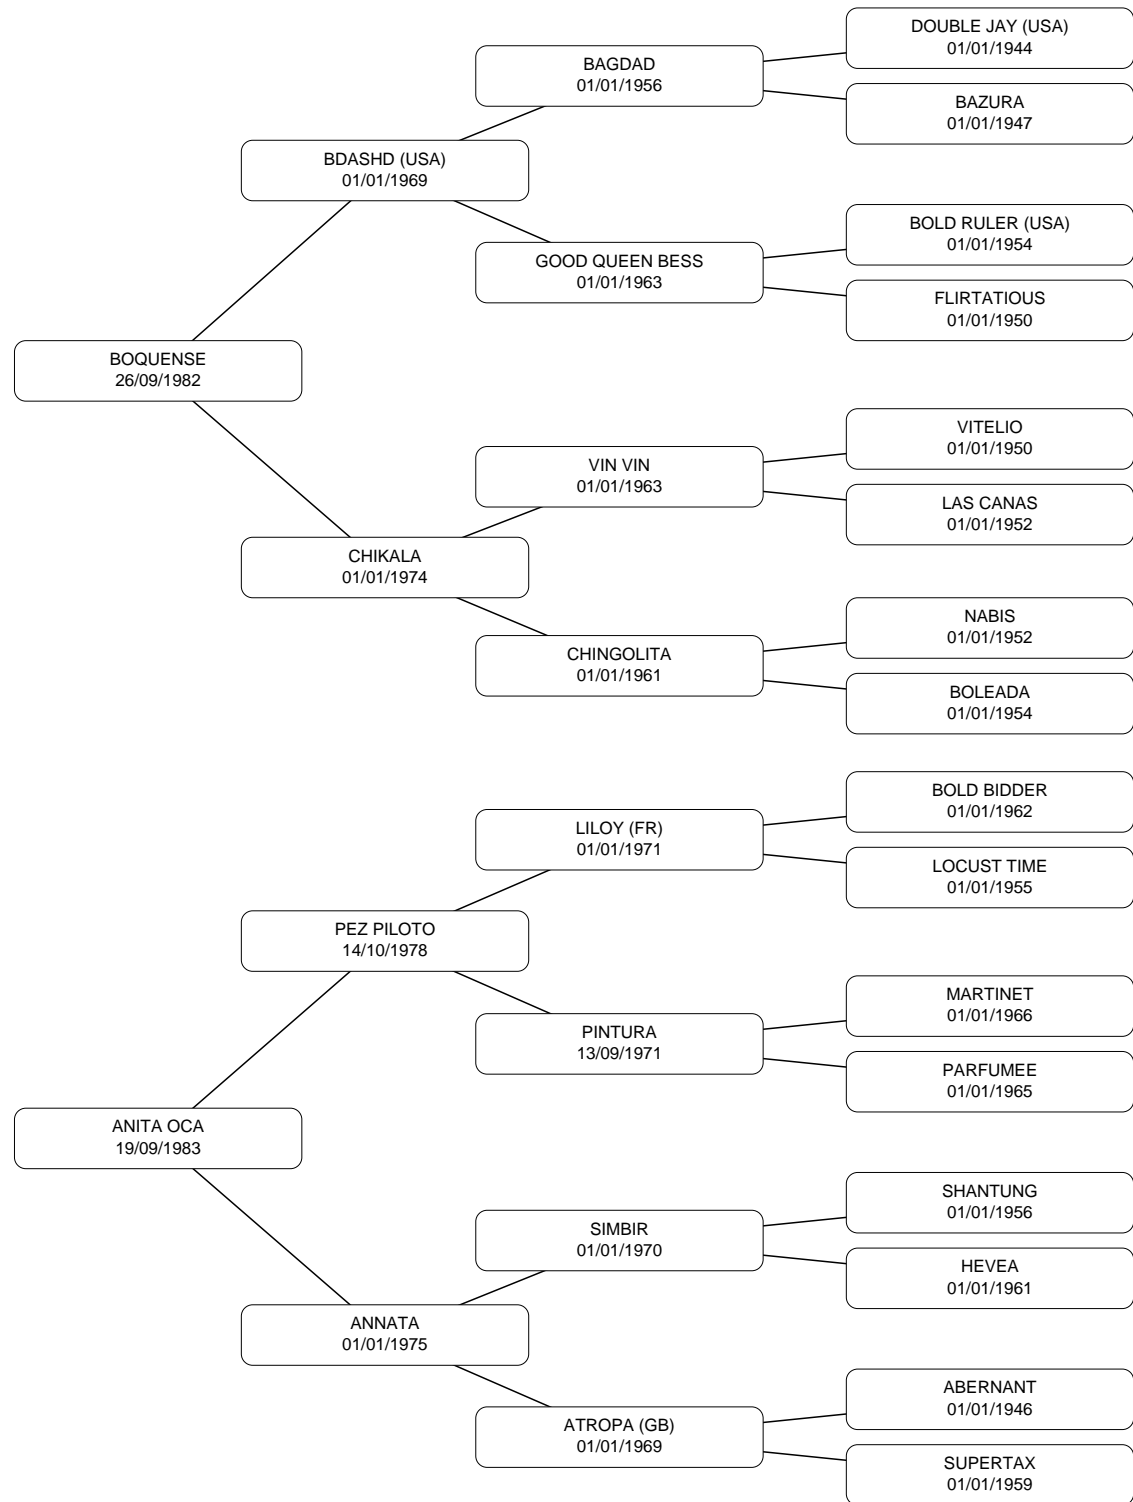 DOUBLE JAY (USA)
01/01/1944
BAGDAD
01/01/1956
BAZURA
01/01/1947
BDASHD (USA)
01/01/1969
BOLD RULER (USA)
01/01/1954
GOOD QUEEN BESS
01/01/1963
FLIRTATIOUS
01/01/1950
BOQUENSE
26/09/1982
VITELIO
01/01/1950
VIN VIN
01/01/1963
LAS CANAS
01/01/1952
CHIKALA
01/01/1974
NABIS
01/01/1952
CHINGOLITA
01/01/1961
BOLEADA
01/01/1954
BOLD BIDDER
01/01/1962
LILOY (FR)
01/01/1971
LOCUST TIME
01/01/1955
PEZ PILOTO
14/10/1978
MARTINET
01/01/1966
PINTURA
13/09/1971
PARFUMEE
01/01/1965
ANITA OCA
19/09/1983
SHANTUNG
01/01/1956
SIMBIR
01/01/1970
HEVEA
01/01/1961
ANNATA
01/01/1975
ABERNANT
01/01/1946
ATROPA (GB)
01/01/1969
SUPERTAX
01/01/1959